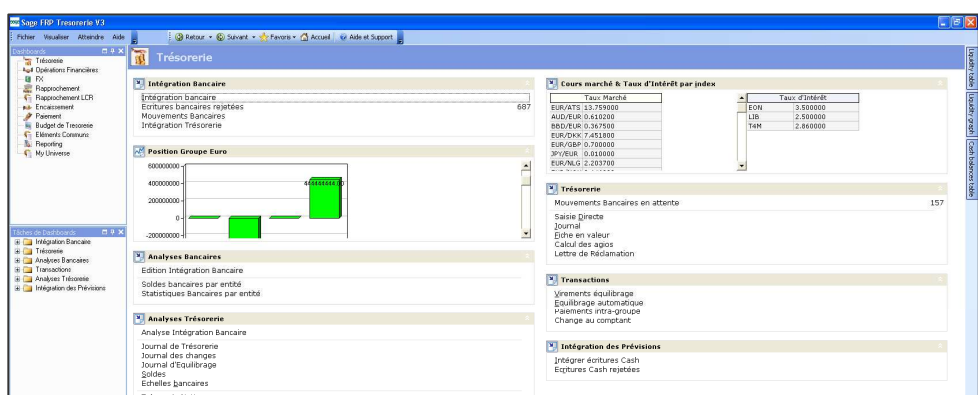 Sage FRP Tresorerie V3
Fichier Visualiser Atteindre Aide
Retour Suivant Favoris Accueil Aide et Support
Dashboards
Trésorerie
Opérations Financières
FX
Rapprochement
Rapprochement LCR
Encaissement
Paiement
Budget de Tresorerie
Eléments Communs
Reporting
My Universe
Tâches de Dashboards
Intégration Bancaire
Trésorerie
Analyses Bancaires
Transactions
Analyses Trésorerie
Intégration des Prévisions
Trésorerie
Intégration Bancaire
Intégration bancaire
Ecritures bancaires rejetées 687
Mouvements Bancaires
Intégration Trésorerie
Position Groupe Euro
600000000
400000000
200000000
0
-200000000
Analyses Bancaires
Edition Intégration Bancaire
Soldes bancaires par entité
Statistiques Bancaires par entité
Analyses Trésorerie
Analyse Intégration Bancaire
Journal de Trésorerie
Journal des changes
Journal d'Equilibrage
Soldes
Echelles bancaires
Cours marché & Taux d'Intérêt par index
Taux Marché
EUR/ATS 13.759000
AUD/EUR 0.610200
BBD/EUR 0.367500
EUR/DKK 7.451800
EUR/GBP 0.700000
JPY/EUR 0.010000
EUR/NLG 2.203700
Taux d'Intérêt
EON 3.500000
LIB 2.500000
T4M 2.860000
Trésorerie
Mouvements Bancaires en attente 157
Saisie Directe
Journal
Fiche en valeur
Calcul des agios
Lettre de Réclamation
Transactions
Virements équilibrage
Equilibrage automatique
Paiements intra-groupe
Change au comptant
Intégration des Prévisions
Intégrer écritures Cash
Ecritures Cash rejetées
Liquidity table
Liquidity graph
Cash balances table